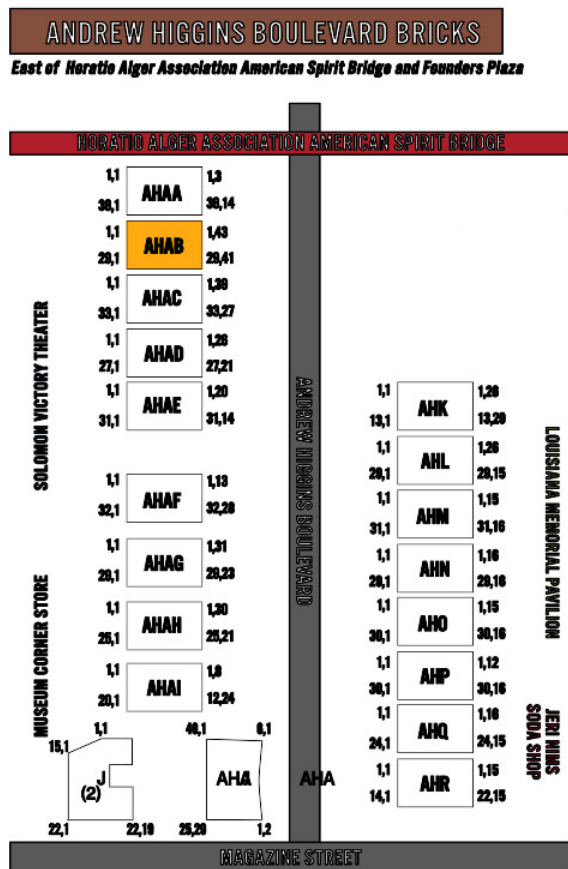 ANDREW HIGGINS BOULEVARD BRICKS
East of Horatio Alger Association American Spirit Bridge and Founders Plaza
HORATIO ALGER ASSOCIATION AMERICAN SPIRIT BRIDGE
1,1 1,3
AHAA
38,1 38,14
1,1 1,43
AHAB
29,1 29,41
1,1 1,39
AHAC
33,1 33,27
1,1 1,26
AHAD
27,1 27,21
1,1 1,20
AHAE
31,1 31,14
SOLOMON VICTORY THEATER
1,1 1,13
AHAF
32,1 32,28
1,1 1,31
AHAG
29,1 29,23
1,1 1,30
AHAH
25,1 25,21
1,1 1,8
AHAI
20,1 12,24
MUSEUM CORNER STORE
1,1
15,1
J
(2)
22,1 22,19
40,1 6,1
25,29 1,2
ANDREW HIGGINS BOULEVARD
AHA
1,1 1,26
AHK
13,1 13,29
1,1 1,26
AHL
29,1 29,15
1,1 1,15
AHM
31,1 31,16
1,1 1,16
AHN
29,1 29,16
1,1 1,15
AHO
30,1 30,16
1,1 1,12
AHP
30,1 30,16
1,1 1,16
AHQ
24,1 24,15
1,1 1,15
AHR
14,1 22,15
LOUISIANA MEMORIAL PAVILION
JERI NIMS
SODA SHOP
MAGAZINE STREET